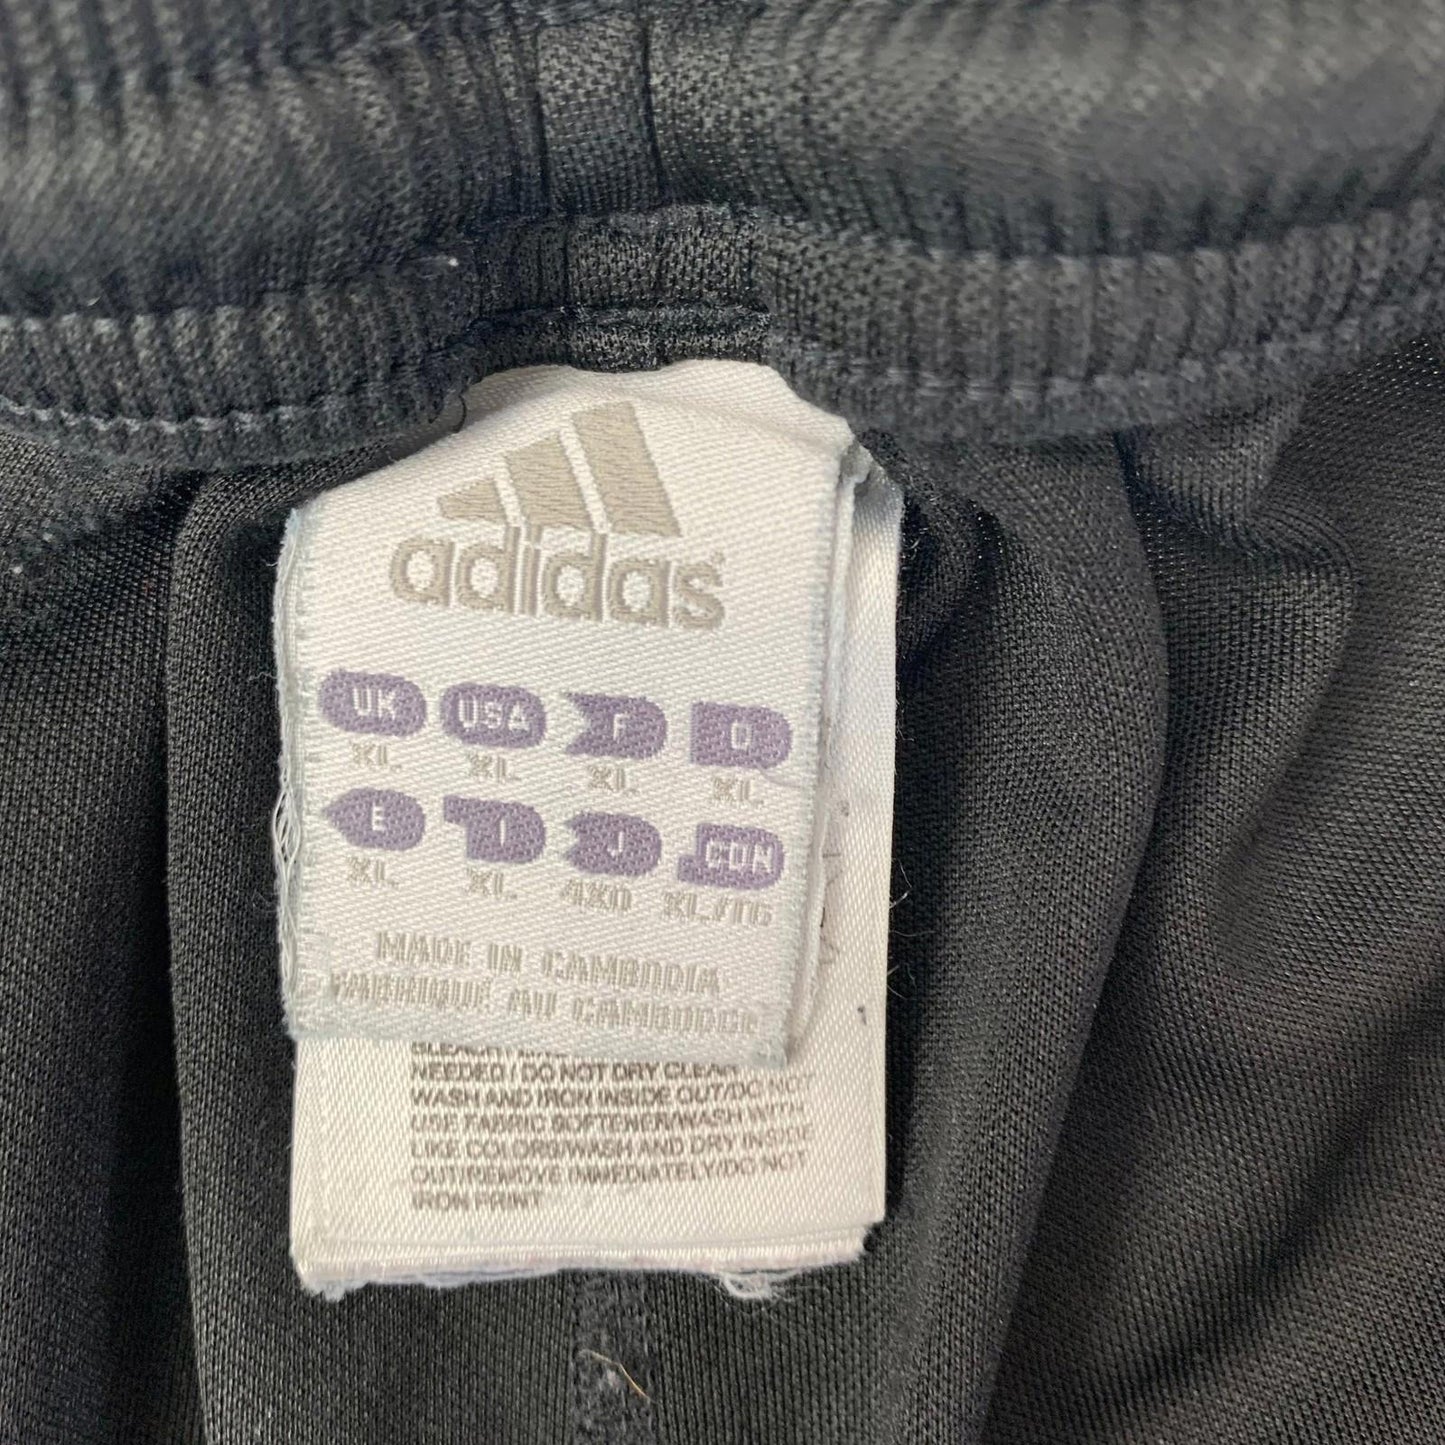 adidas
UK USA F D
XL XL XL XL
E I J CDN
XL XL 4XO XL/TG
MADE IN CAMBODIA
FABRIQUE AU CAMBODGE
NEEDED/DO NOT DRY CLEAN
WASH AND IRON INSIDE OUT/DO NOT
USE FABRIC SOFTENER/WASH WITH
LIKE COLORS/WASH AND DRY INSIDE
OUT/REMOVE IMMEDIATELY/DO NOT
IRON PRINT